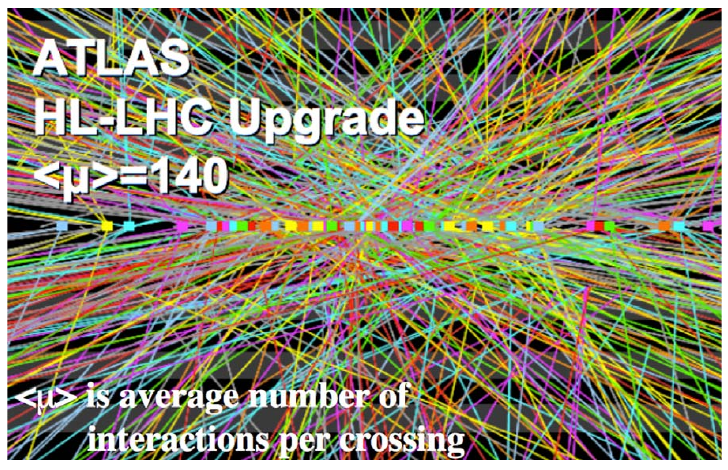 ATLAS
HL-LHC Upgrade
<μ>=140
<μ> is average number of
interactions per crossing